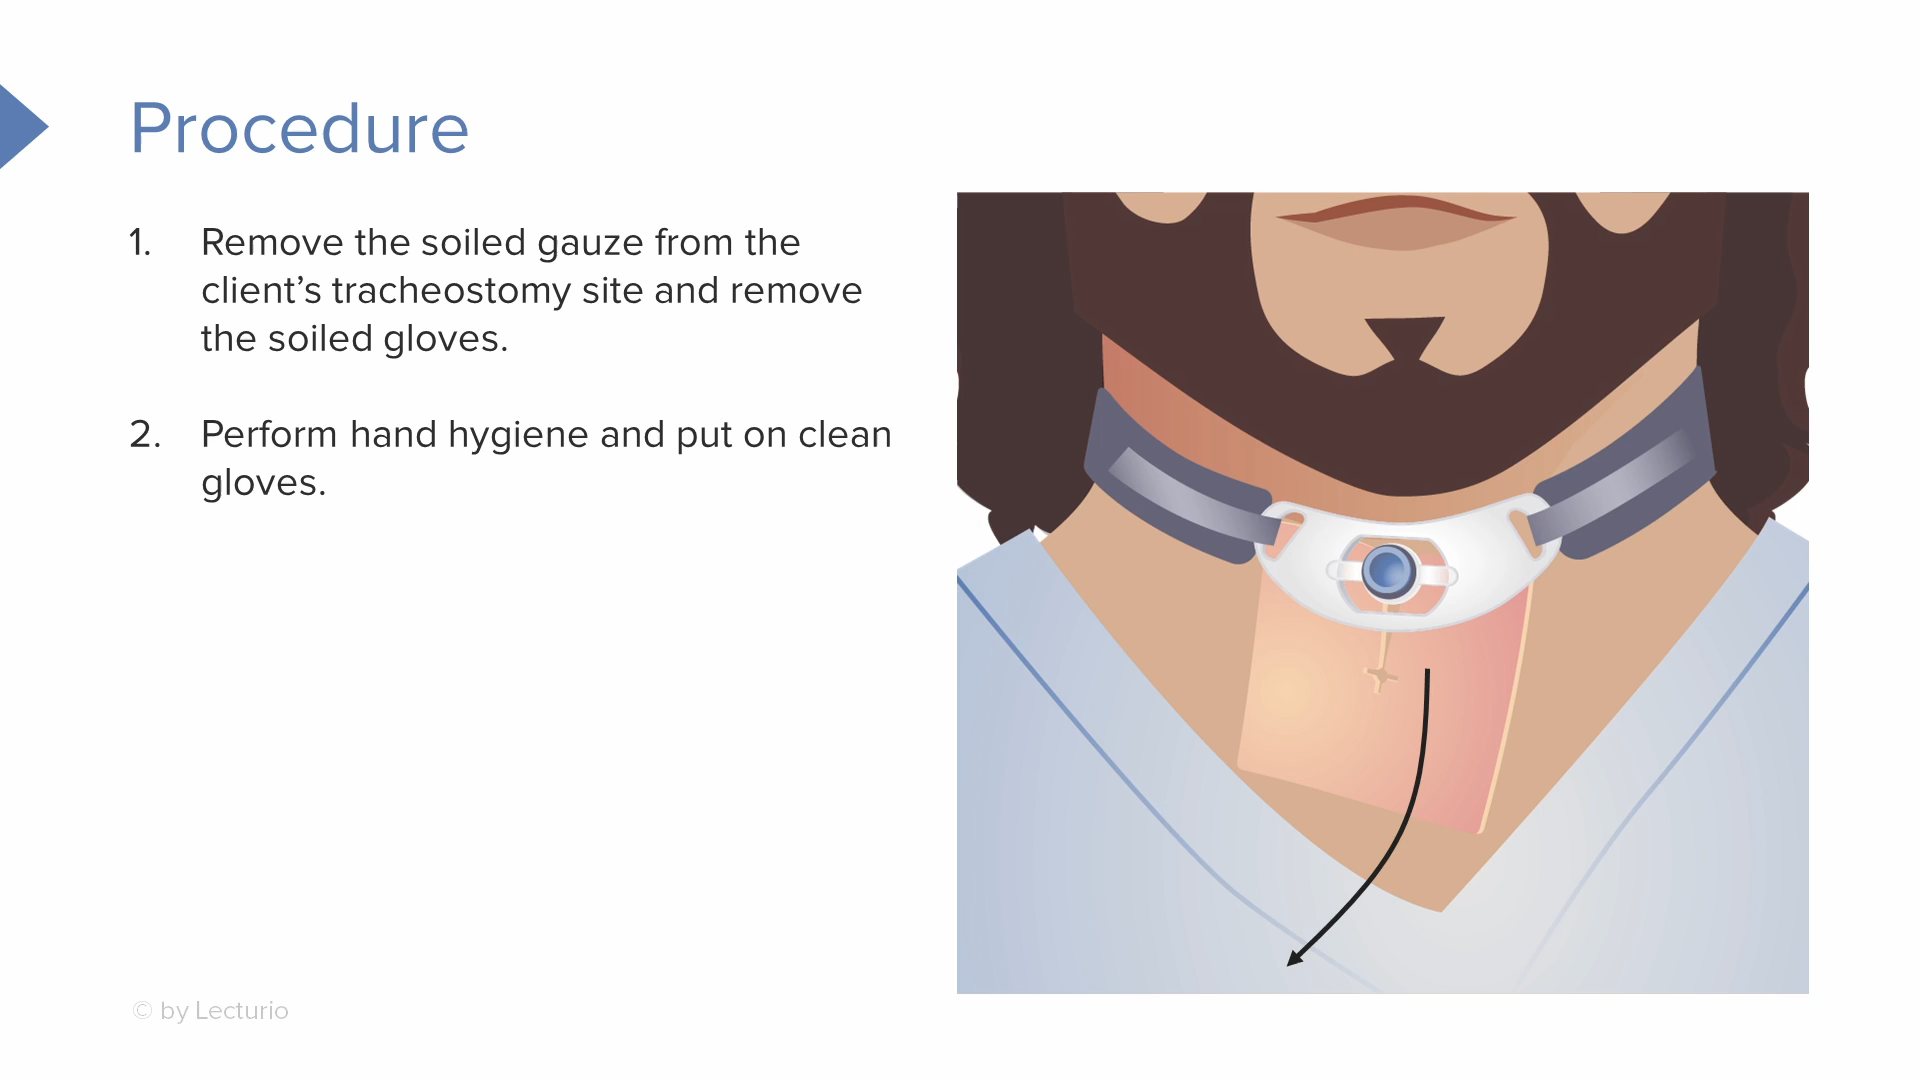 Procedure
1. Remove the soiled gauze from the
client’s tracheostomy site and remove
the soiled gloves.
2. Perform hand hygiene and put on clean
gloves.
© by Lecturio